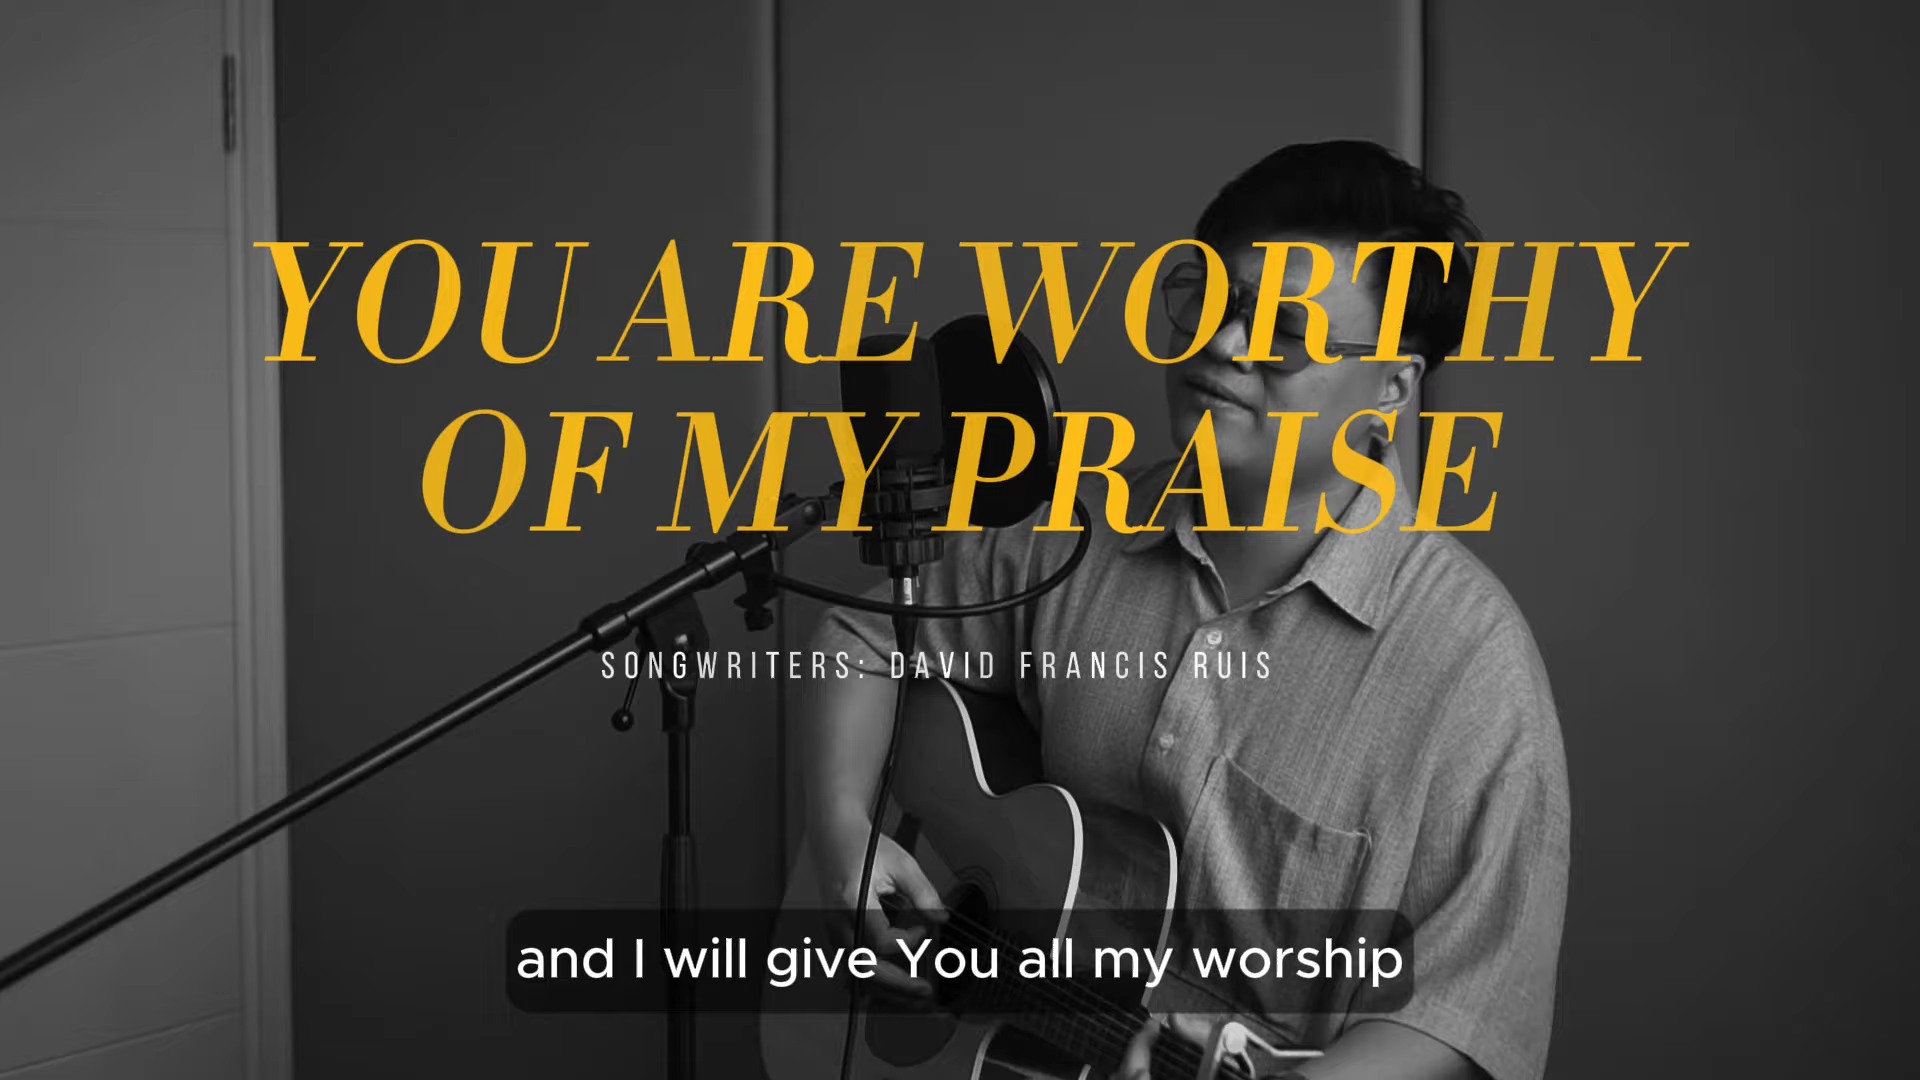 YOU ARE WORTHY
OF MY PRAISE
SONGWRITERS: DAVID FRANCIS RUIS
and I will give You all my worship